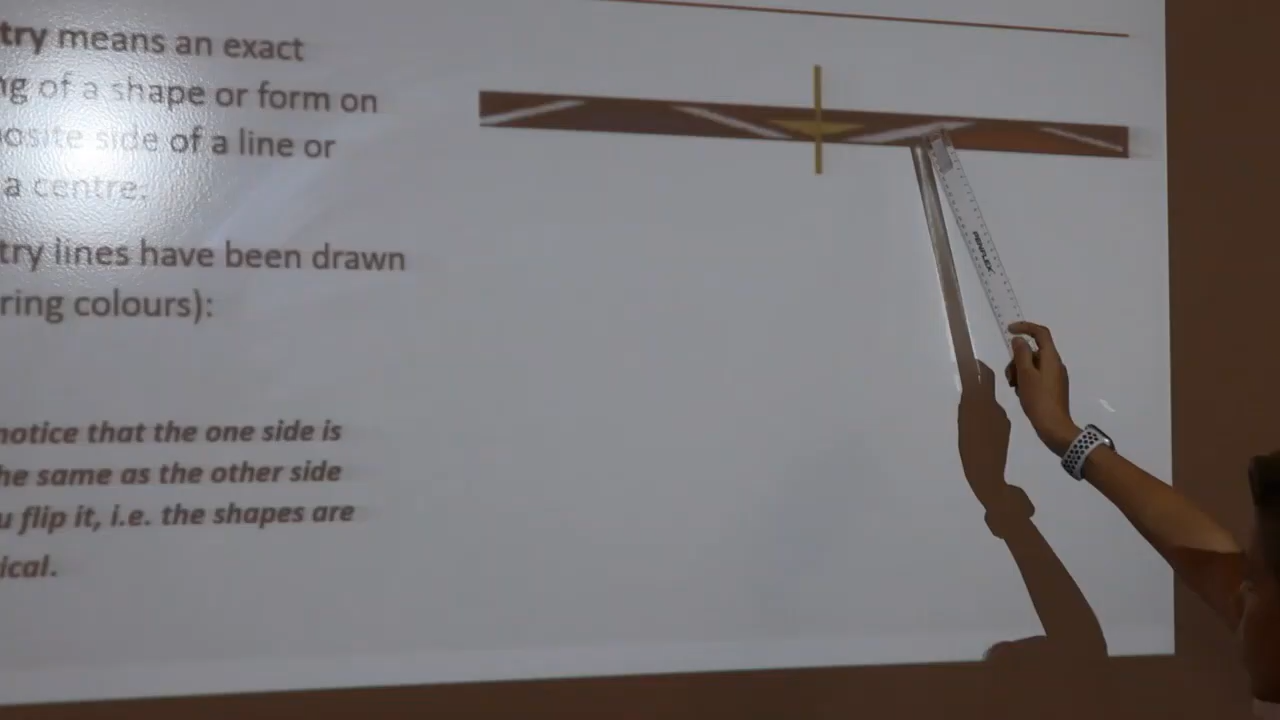 try means an exact
ng of a shape or form on
osite side of a line or
a centre.
try lines have been drawn
ring colours):
notice that the one side is
he same as the other side
u flip it, i.e. the shapes are
ical.
PENFLEX